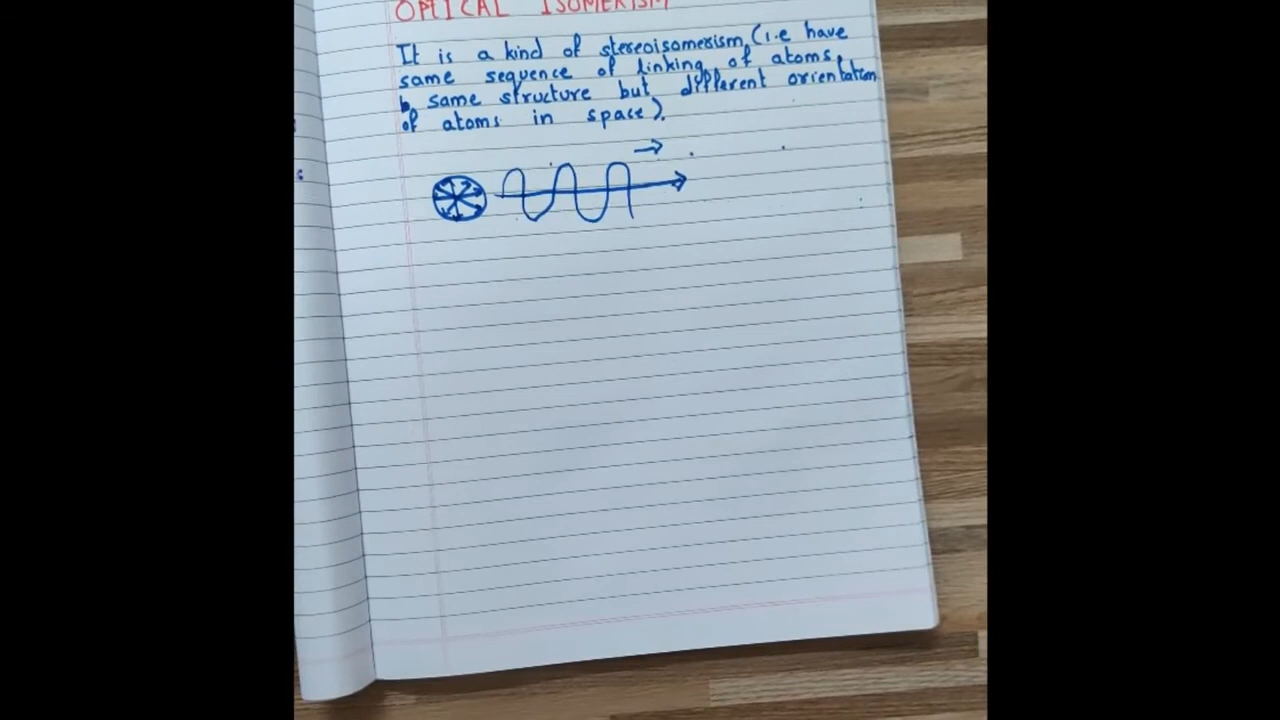 OPTICAL ISOMERISM
It is a kind of stereoisomerism, (i.e have
same sequence of linking of atoms,
same structure but different orientation
of atoms in space).